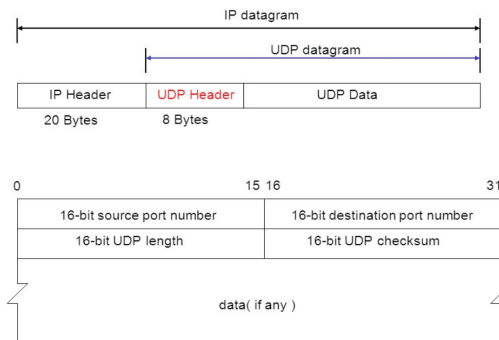 IP datagram
UDP datagram
IP Header UDP Header UDP Data
20 Bytes 8 Bytes
0 15 16 31
16-bit source port number 16-bit destination port number
16-bit UDP length 16-bit UDP checksum
data( if any )